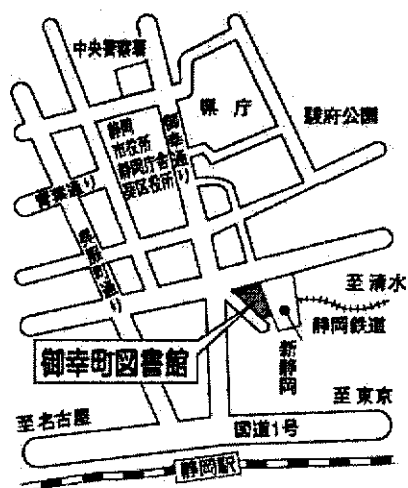 中央警察署
県庁
駿府公園
静岡
市役所
静岡庁舎
葵区役所
御幸通り
青葉通り
呉服町通り
至清水
静岡鉄道
新静岡
御幸町図書館
至名古屋
至東京
国道1号
静岡駅